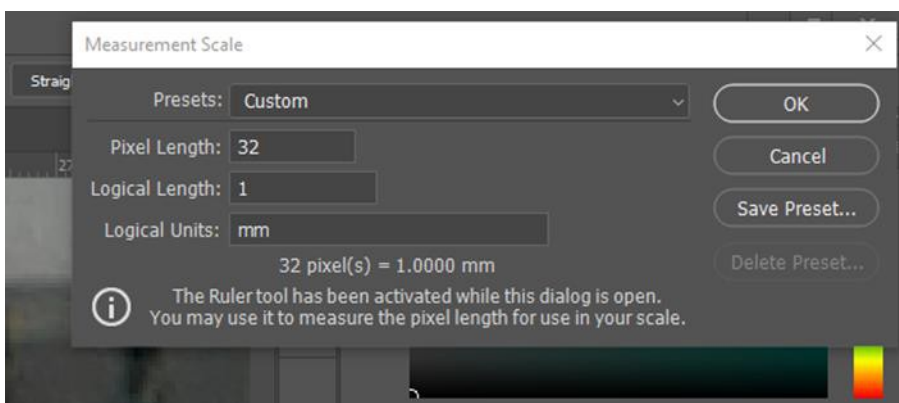 Measurement Scale
Straig
Presets: Custom
OK
27
Pixel Length: 32
Cancel
Logical Length: 1
Save Preset...
Logical Units: mm
32 pixel(s) = 1.0000 mm
Delete Preset...
The Ruler tool has been activated while this dialog is open.
You may use it to measure the pixel length for use in your scale.